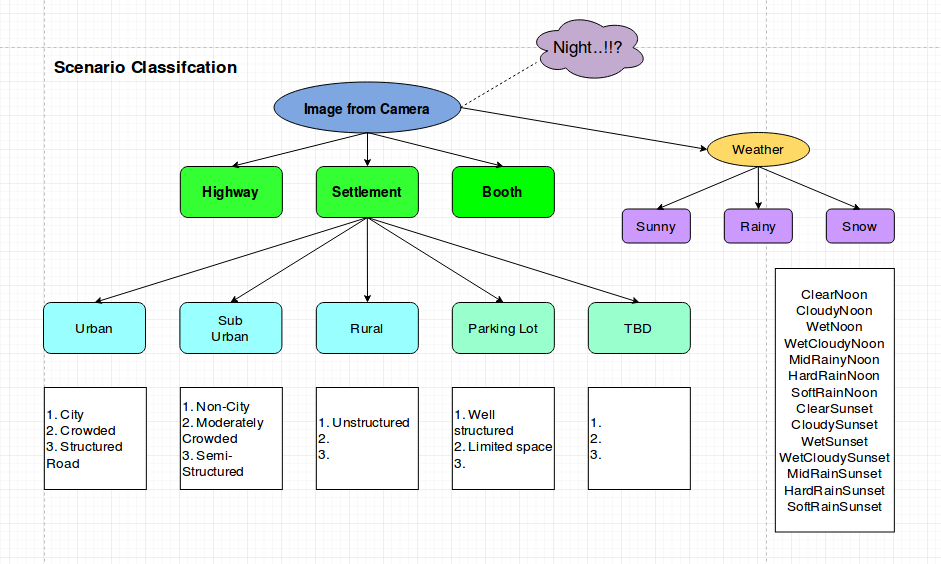 Night..!!?
Scenario Classifcation
Image from Camera
Weather
Highway
Settlement
Booth
Sunny
Rainy
Snow
Urban
Sub
Urban
Rural
Parking Lot
TBD
1. City
2. Crowded
3. Structured
Road
1. Non-City
2. Moderately
Crowded
3. Semi-
Structured
1. Unstructured
2.
3.
1. Well
structured
2. Limited space
3.
1.
2.
3.
ClearNoon
CloudyNoon
WetNoon
WetCloudyNoon
MidRainyNoon
HardRainNoon
SoftRainNoon
ClearSunset
CloudySunset
WetSunset
WetCloudySunset
MidRainSunset
HardRainSunset
SoftRainSunset